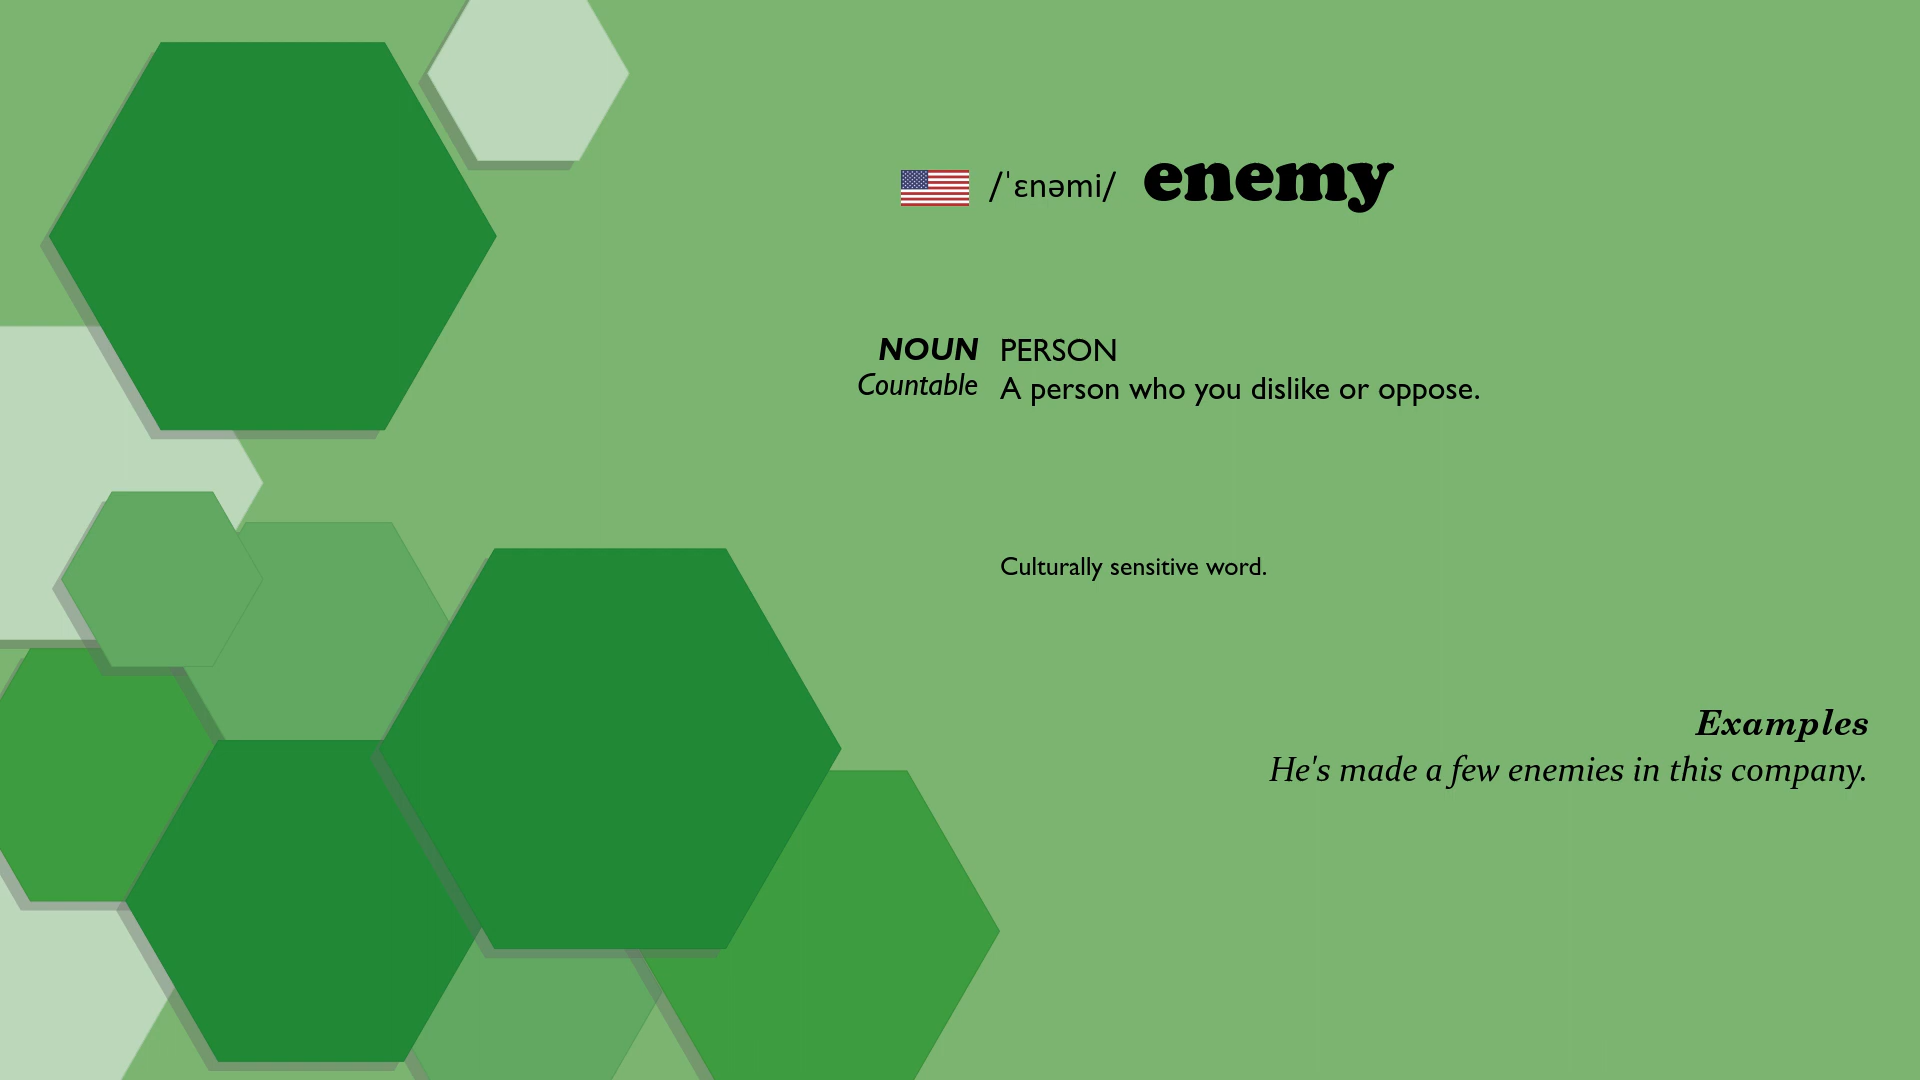 /ˈɛnəmi/ enemy
NOUN PERSON
Countable A person who you dislike or oppose.
Culturally sensitive word.
Examples
He's made a few enemies in this company.